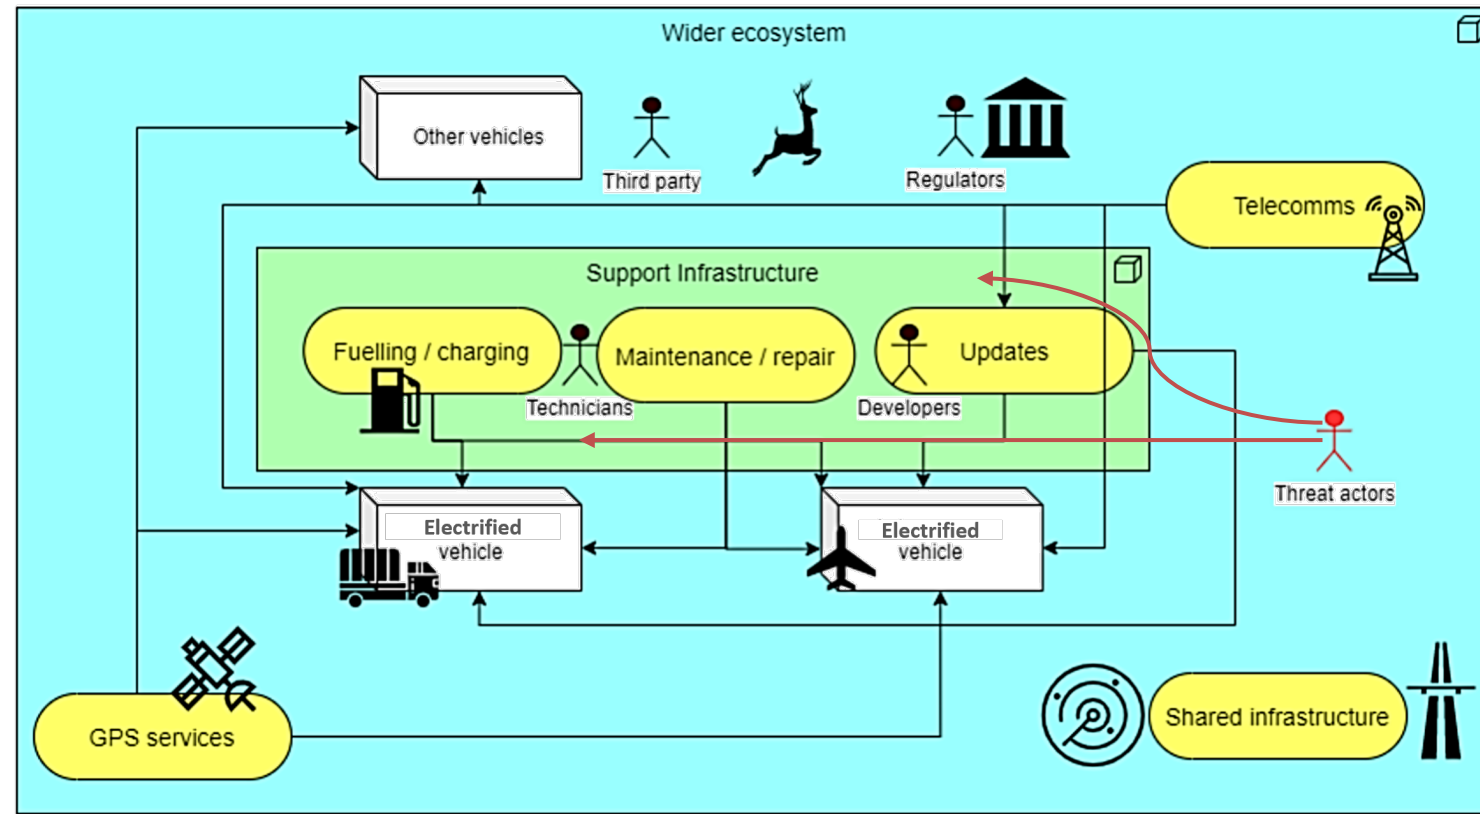 Wider ecosystem
Other vehicles
Third party
Regulators
Telecomms
Support Infrastructure
Fuelling / charging
Maintenance / repair
Updates
Technicians
Developers
Threat actors
Electrified
vehicle
Electrified
vehicle
GPS services
Shared infrastructure